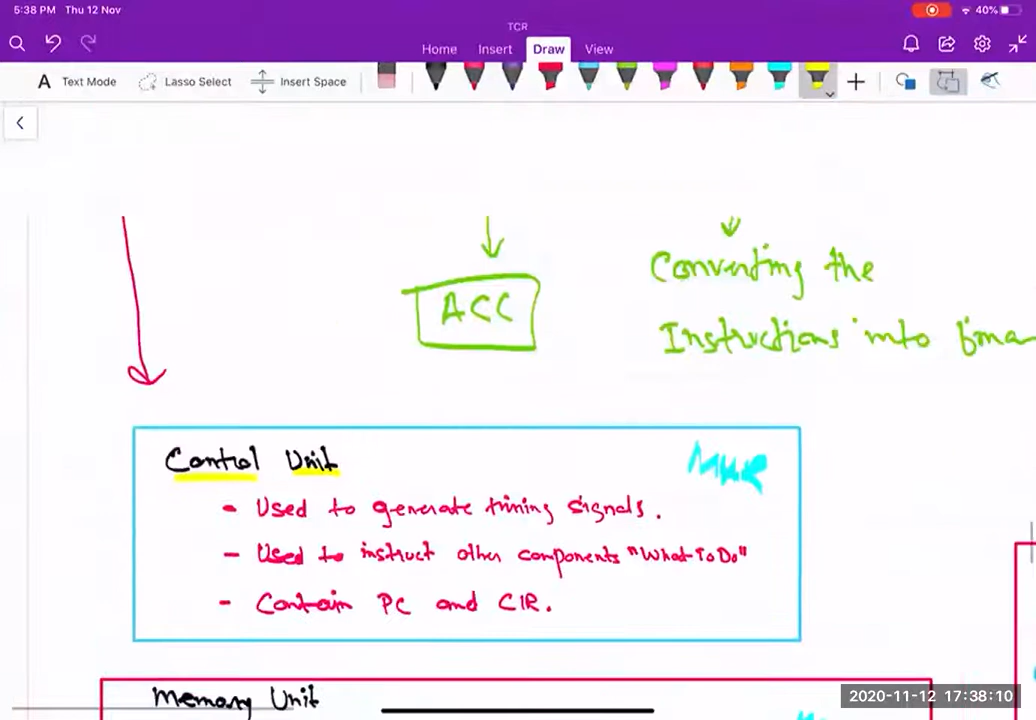 5:38 PM Thu 12 Nov
40%
TCR
Home Insert Draw View
A Text Mode Lasso Select Insert Space
ACC
Converting the
Instructions into
Control Unit
- Used to generate timing signals.
- Used to instruct other components "What To Do"
- Contain PC and CIR.
Memory Unit
2020-11-12 17:38:10